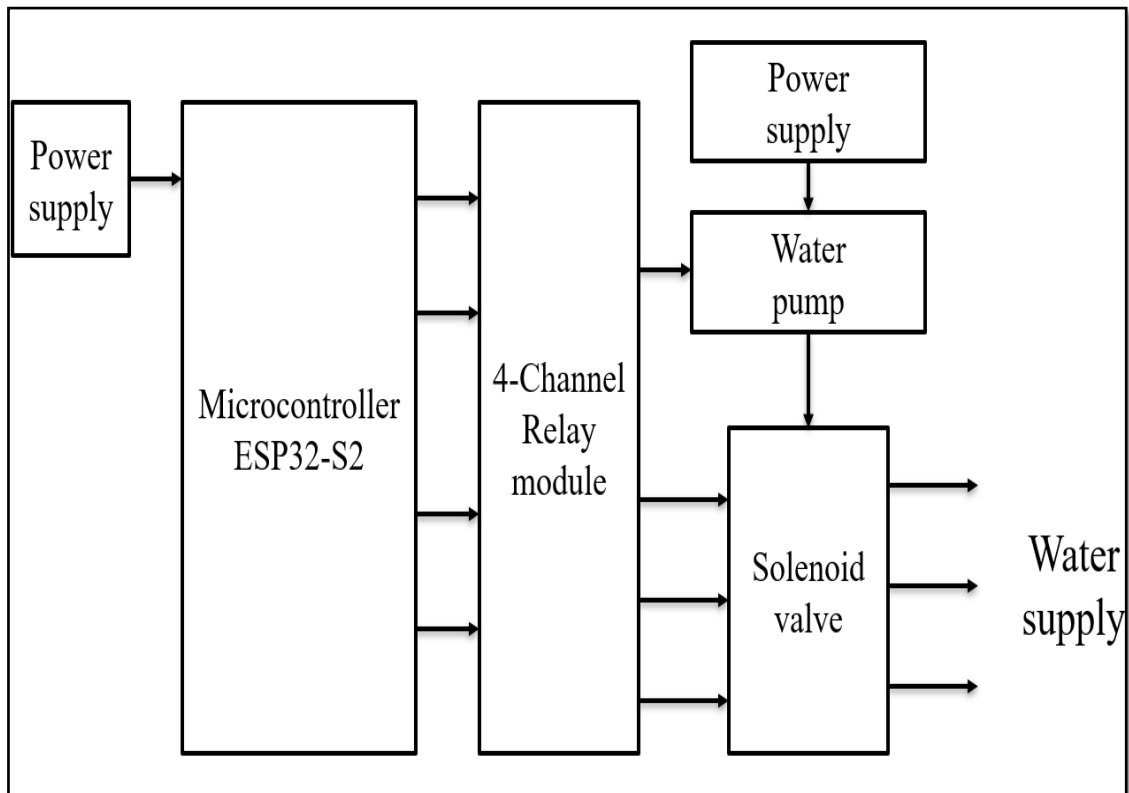 Power
supply
Microcontroller
ESP32-S2
4-Channel
Relay
module
Power
supply
Water
pump
Solenoid
valve
Water
supply